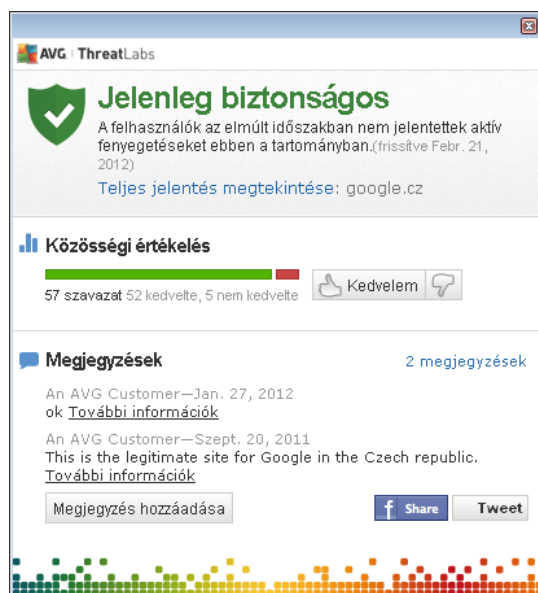 AVG ThreatLabs
Jelenleg biztonságos
A felhasználók az elmúlt időszakban nem jelentettek aktív
fenyegetéseket ebben a tartományban.(frissítve Febr. 21,
2012)
Teljes jelentés megtekintése: google.cz
Közösségi értékelés
57 szavazat 52 kedvelte, 5 nem kedvelte
Kedvelem
Megjegyzések
2 megjegyzések
An AVG Customer—Jan. 27, 2012
ok További információk
An AVG Customer—Szept. 20, 2011
This is the legitimate site for Google in the Czech republic.
További információk
Megjegyzés hozzáadása
f Share
Tweet